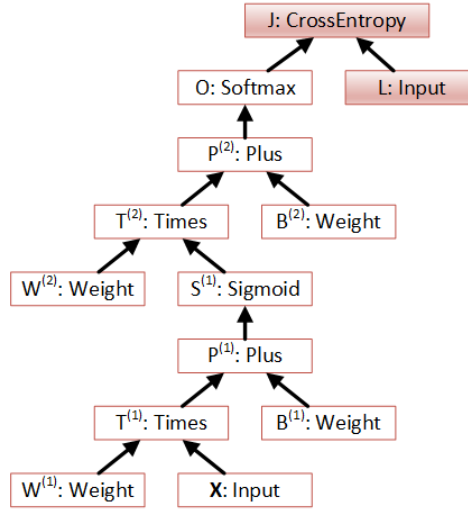 J: CrossEntropy
O: Softmax
L: Input
P⁽²⁾: Plus
T⁽²⁾: Times
B⁽²⁾: Weight
W⁽²⁾: Weight
S⁽¹⁾: Sigmoid
P⁽¹⁾: Plus
T⁽¹⁾: Times
B⁽¹⁾: Weight
W⁽¹⁾: Weight
X: Input